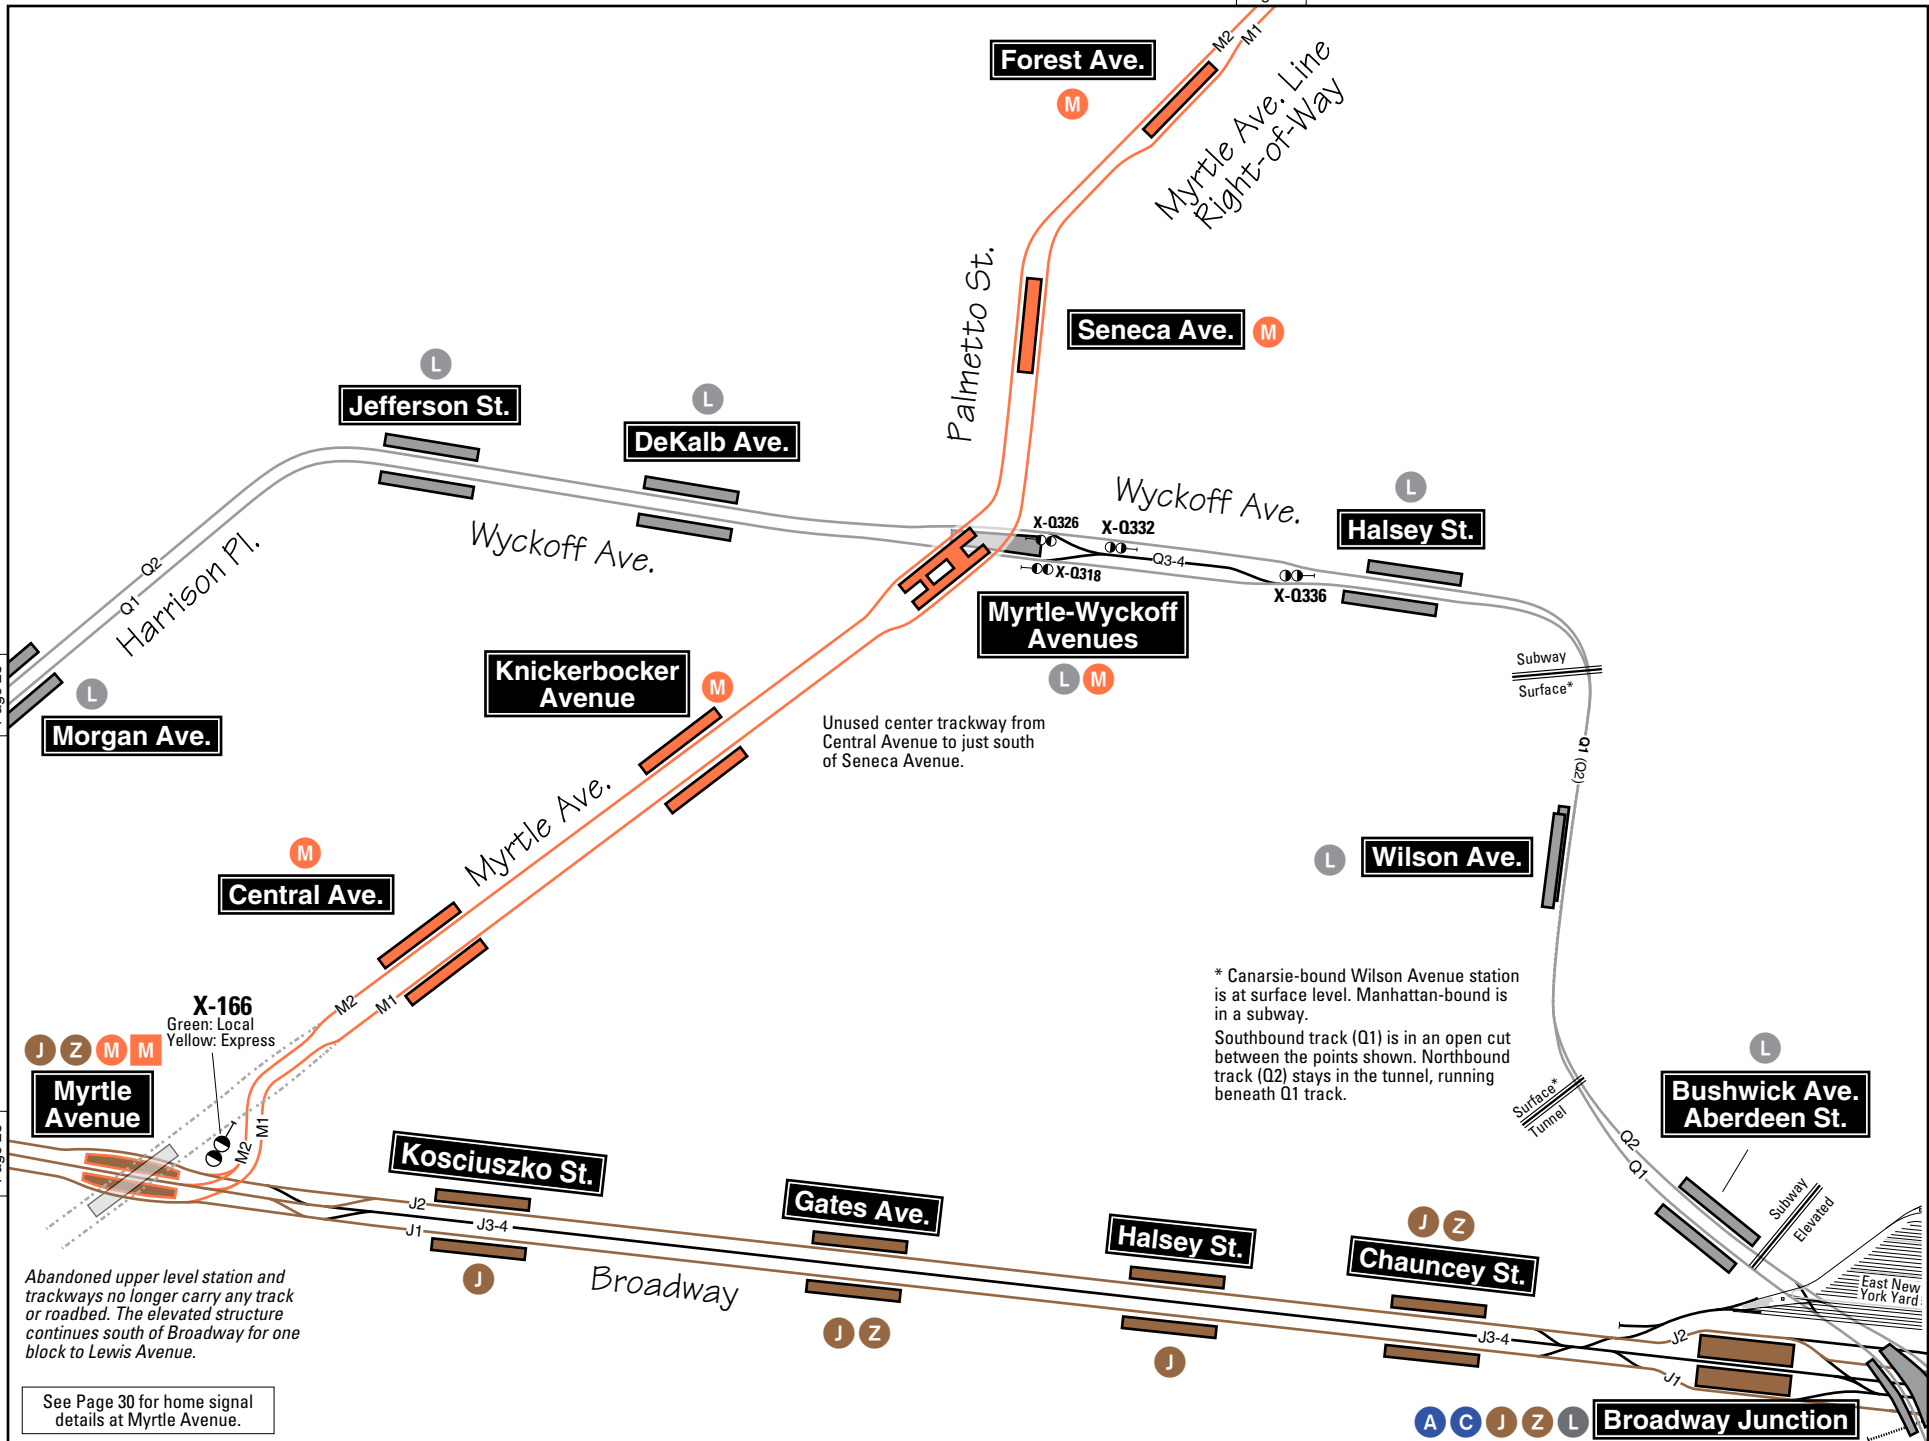 M2
M1
Forest Ave.
M
Myrtle Ave. Line
Right-of-Way
Palmetto St.
Seneca Ave.
M
L
Jefferson St.
L
DeKalb Ave.
Wyckoff Ave.
Wyckoff Ave.
L
Halsey St.
X-Q326
X-Q332
Q3-4
X-Q318
X-Q336
Q2
Q1
Harrison Pl.
Myrtle-Wyckoff
Avenues
L M
Knickerbocker
Avenue
M
L
Morgan Ave.
Subway
Surface*
Unused center trackway from
Central Avenue to just south
of Seneca Avenue.
Q1 (Q2)
Myrtle Ave.
M
Central Ave.
L
Wilson Ave.
* Canarsie-bound Wilson Avenue station
is at surface level. Manhattan-bound is
in a subway.
Southbound track (Q1) is in an open cut
between the points shown. Northbound
track (Q2) stays in the tunnel, running
beneath Q1 track.
M2
M1
X-166
Green: Local
Yellow: Express
J Z M M
Myrtle
Avenue
M2
M1
Surface*
Tunnel
L
Bushwick Ave.
Aberdeen St.
Q2
Q1
Subway
Elevated
Kosciuszko St.
J2
J3-4
J1
J
Broadway
Gates Ave.
J Z
Halsey St.
J
J Z
Chauncey St.
J3-4
J2
J1
East New
York Yard
Abandoned upper level station and
trackways no longer carry any track
or roadbed. The elevated structure
continues south of Broadway for one
block to Lewis Avenue.
See Page 30 for home signal
details at Myrtle Avenue.
A C J Z L
Broadway Junction